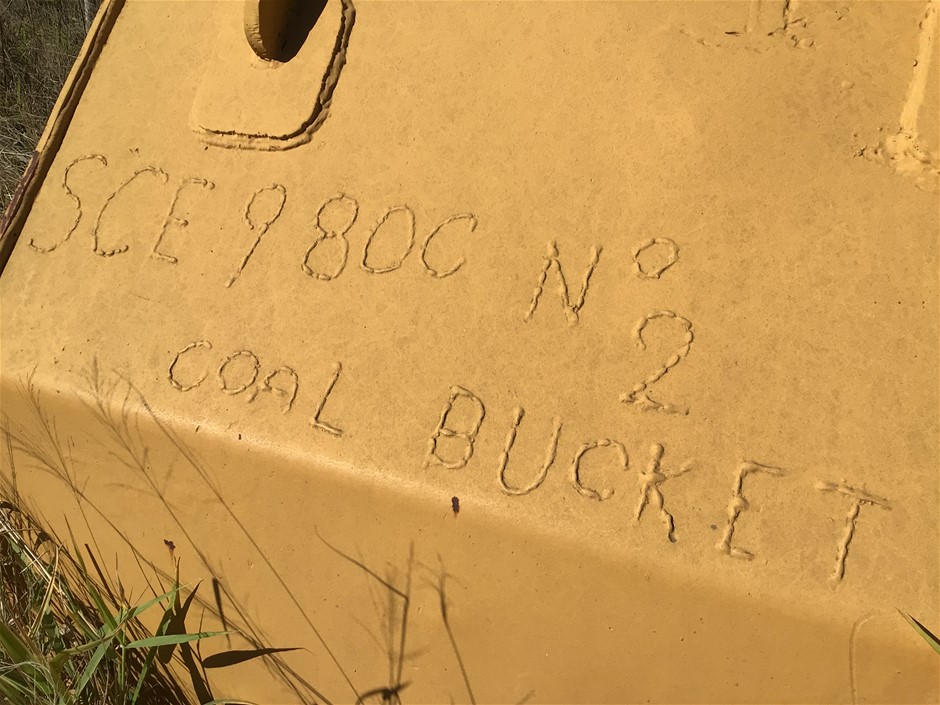 SCE 980C Nº 2
COAL BUCKET